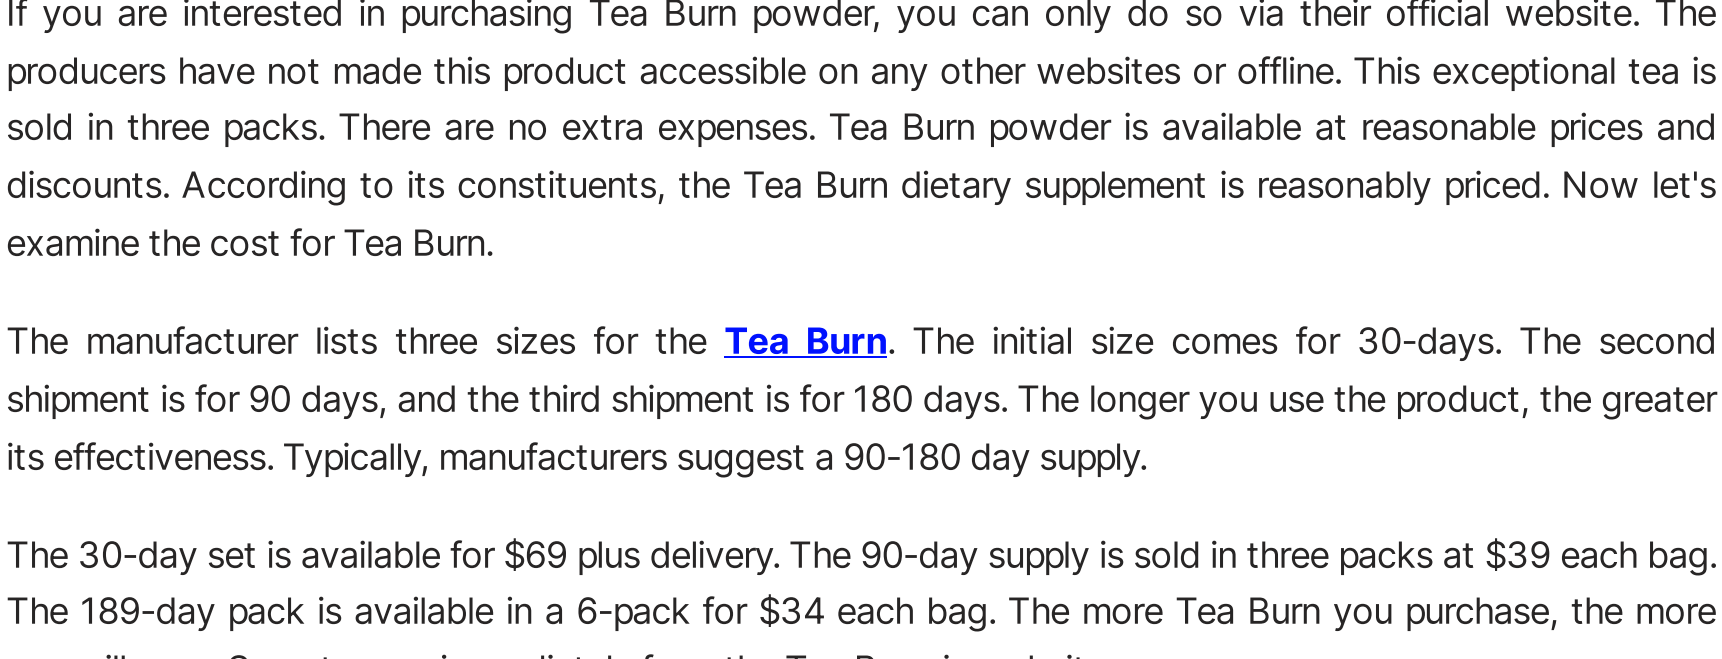 If you are interested in purchasing Tea Burn powder, you can only do so via their official website. The
producers have not made this product accessible on any other websites or offline. This exceptional tea is
sold in three packs. There are no extra expenses. Tea Burn powder is available at reasonable prices and
discounts. According to its constituents, the Tea Burn dietary supplement is reasonably priced. Now let's
examine the cost for Tea Burn.
The manufacturer lists three sizes for the Tea Burn. The initial size comes for 30-days. The second
shipment is for 90 days, and the third shipment is for 180 days. The longer you use the product, the greater
its effectiveness. Typically, manufacturers suggest a 90-180 day supply.
The 30-day set is available for $69 plus delivery. The 90-day supply is sold in three packs at $39 each bag.
The 189-day pack is available in a 6-pack for $34 each bag. The more Tea Burn you purchase, the more